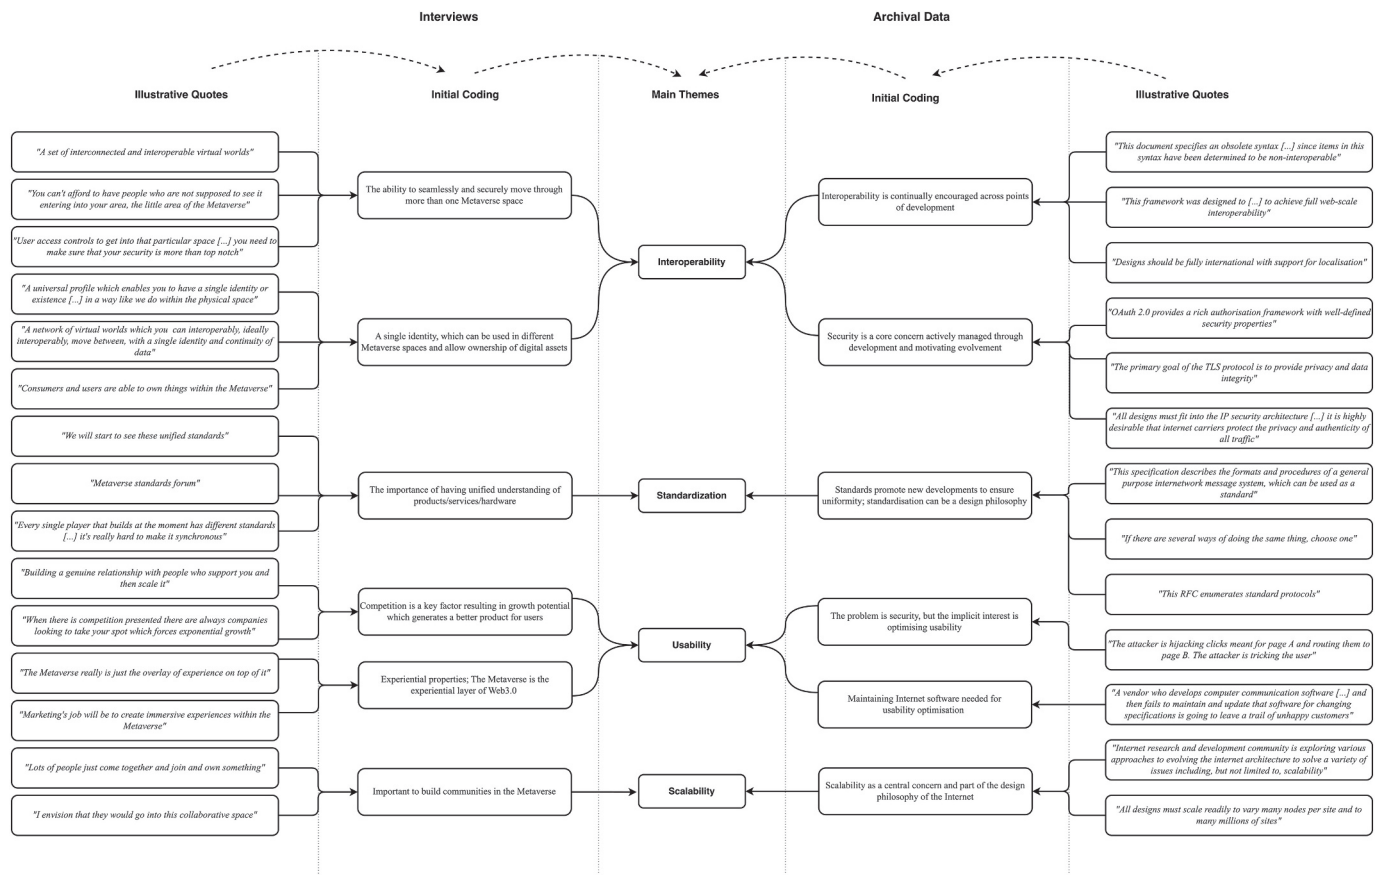 Interviews
Archival Data
Illustrative Quotes
Initial Coding
Main Themes
Initial Coding
Illustrative Quotes
"A set of interconnected and interoperable virtual worlds"
"You can't afford to have people who are not supposed to see it
entering into your area, the little area of the Metaverse"
"User access controls to get into that particular space [...] you need to
make sure that your security is more than top notch"
"A universal profile which enables you to have a single identity or
existence [...] in a way like we do within the physical space"
"A network of virtual worlds which you can interoperably, ideally
interoperably, move between, with a single identity and continuity of
data"
"Consumers and users are able to own things within the Metaverse"
"We will start to see these unified standards"
"Metaverse standards forum"
"Every single player that builds at the moment has different standards
[...] it's really hard to make it synchronous"
"Building a genuine relationship with people who support you and
then scale it"
"When there is competition presented there are always companies
looking to take your spot which forces exponential growth"
"The Metaverse really is just the overlay of experience on top of it"
"Marketing's job will be to create immersive experiences within the
Metaverse"
"Lots of people just come together and join and own something"
"I envision that they would go into this collaborative space"
The ability to seamlessly and securely move through
more than one Metaverse space
A single identity, which can be used in different
Metaverse spaces and allow ownership of digital assets
The importance of having unified understanding of
products/services/hardware
Competition is a key factor resulting in growth potential
which generates a better product for users
Experiential properties; The Metaverse is the
experiential layer of Web3.0
Important to build communities in the Metaverse
Interoperability
Standardization
Usability
Scalability
Interoperability is continually encouraged across points
of development
Security is a core concern actively managed through
development and motivating evolvement
Standards promote new developments to ensure
uniformity; standardisation can be a design philosophy
The problem is security, but the implicit interest is
optimising usability
Maintaining Internet software needed for
usability optimisation
Scalability as a central concern and part of the design
philosophy of the Internet
"This document specifies an obsolete syntax [...] since items in this
syntax have been determined to be non-interoperable"
"This framework was designed to [...] to achieve full web-scale
interoperability"
"Designs should be fully international with support for localisation"
"OAuth 2.0 provides a rich authorisation framework with well-defined
security properties"
"The primary goal of the TLS protocol is to provide privacy and data
integrity"
"All designs must fit into the IP security architecture [...] it is highly
desirable that internet carriers protect the privacy and authenticity of
all traffic"
"This specification describes the formats and procedures of a general
purpose internetwork message system, which can be used as a
standard"
"If there are several ways of doing the same thing, choose one"
"This RFC enumerates standard protocols"
"The attacker is hijacking clicks meant for page A and routing them to
page B. The attacker is tricking the user"
"A vendor who develops computer communication software [...] and
then fails to maintain and update that software for changing
specifications is going to leave a trail of unhappy customers"
"Internet research and development community is exploring various
approaches to evolving the internet architecture to solve a variety of
issues including, but not limited to, scalability"
"All designs must scale readily to vary many nodes per site and to
many millions of sites"